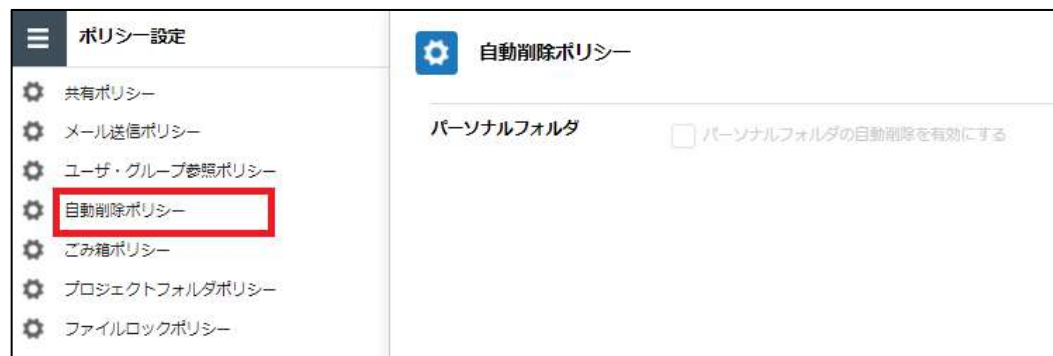 ポリシー設定
共有ポリシー
メール送信ポリシー
ユーザ・グループ参照ポリシー
自動削除ポリシー
ごみ箱ポリシー
プロジェクトフォルダポリシー
ファイルロックポリシー
自動削除ポリシー
パーソナルフォルダ
パーソナルフォルダの自動削除を有効にする